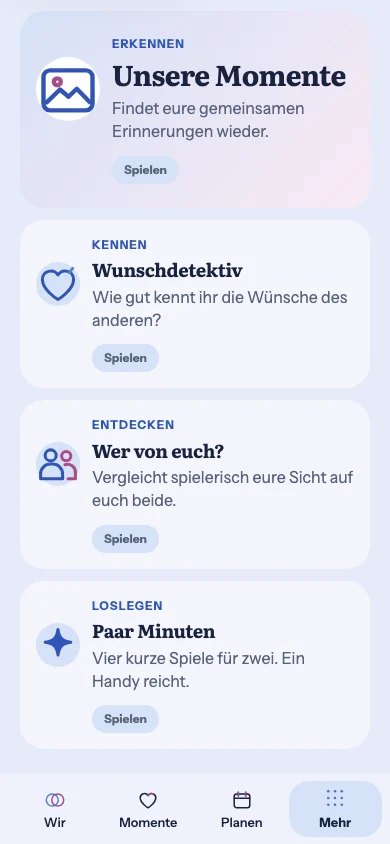 ERKENNEN
Unsere Momente
Findet eure gemeinsamen
Erinnerungen wieder.
Spielen
KENNEN
Wunschdetektiv
Wie gut kennt ihr die Wünsche des
anderen?
Spielen
ENTDECKEN
Wer von euch?
Vergleicht spielerisch eure Sicht auf
euch beide.
Spielen
LOSLEGEN
Paar Minuten
Vier kurze Spiele für zwei. Ein
Handy reicht.
Spielen
Wir
Momente
Planen
Mehr